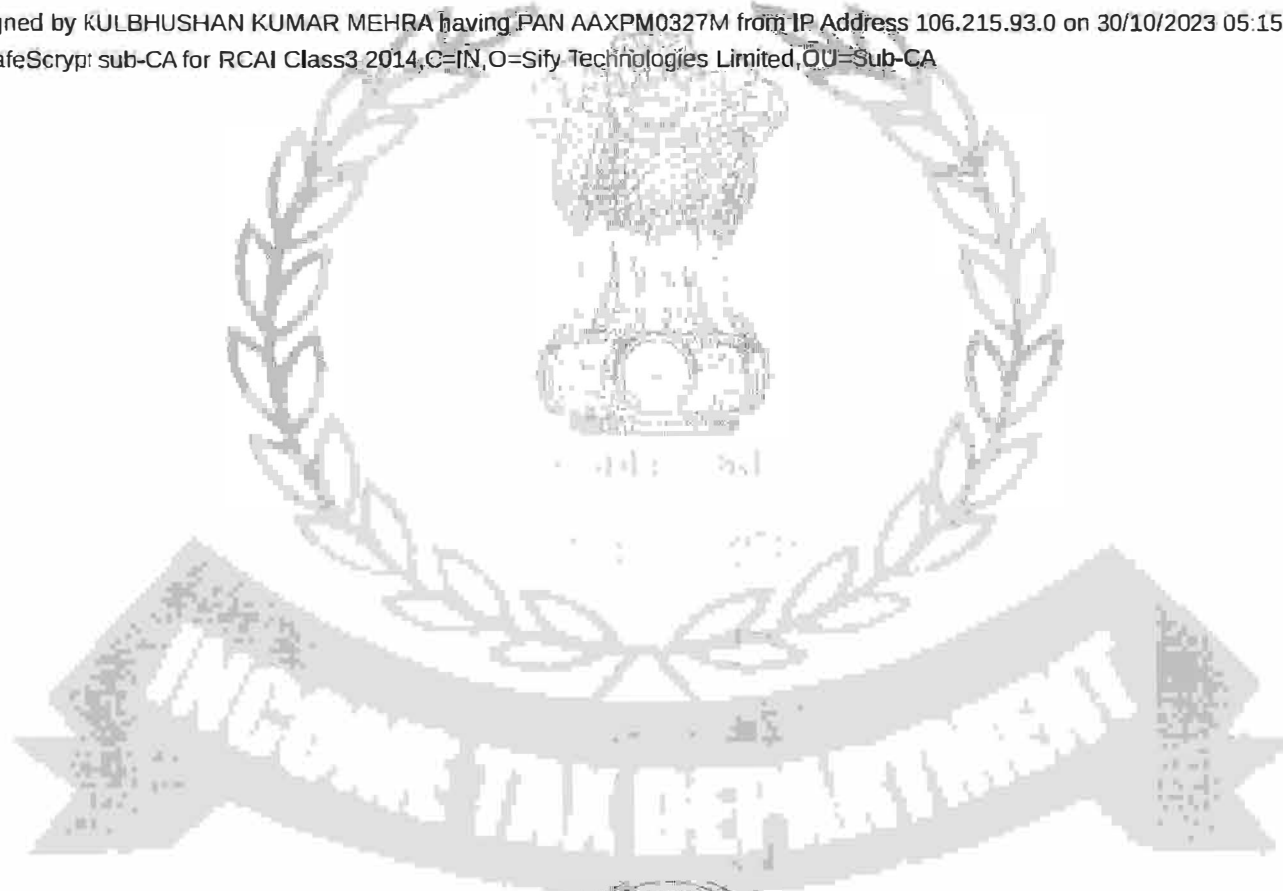 gned by KULBHUSHAN KUMAR MEHRA having PAN AAXPM0327M from IP Address 106.215.93.0 on 30/10/2023 05:15
afeScrypt sub-CA for RCAI Class3 2014,C=IN,O=Sify Technologies Limited,OU=Sub-CA
INCOME TAX DEPARTMENT